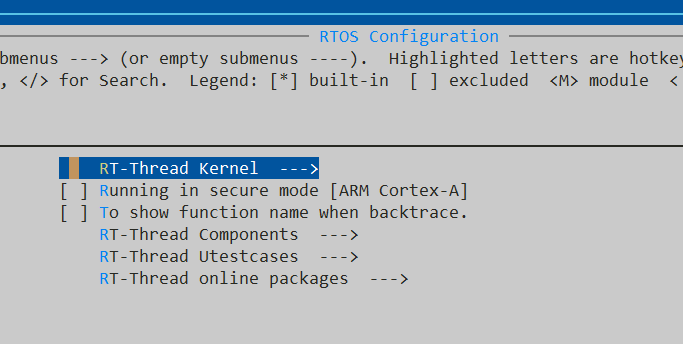 RTOS Configuration
submenus ---> (or empty submenus ----).  Highlighted letters are hotkey
, </> for Search.  Legend: [*] built-in  [ ] excluded  <M> module  <
RT-Thread Kernel  --->
[ ] Running in secure mode [ARM Cortex-A]
[ ] To show function name when backtrace.
RT-Thread Components  --->
RT-Thread Utestcases  --->
RT-Thread online packages  --->